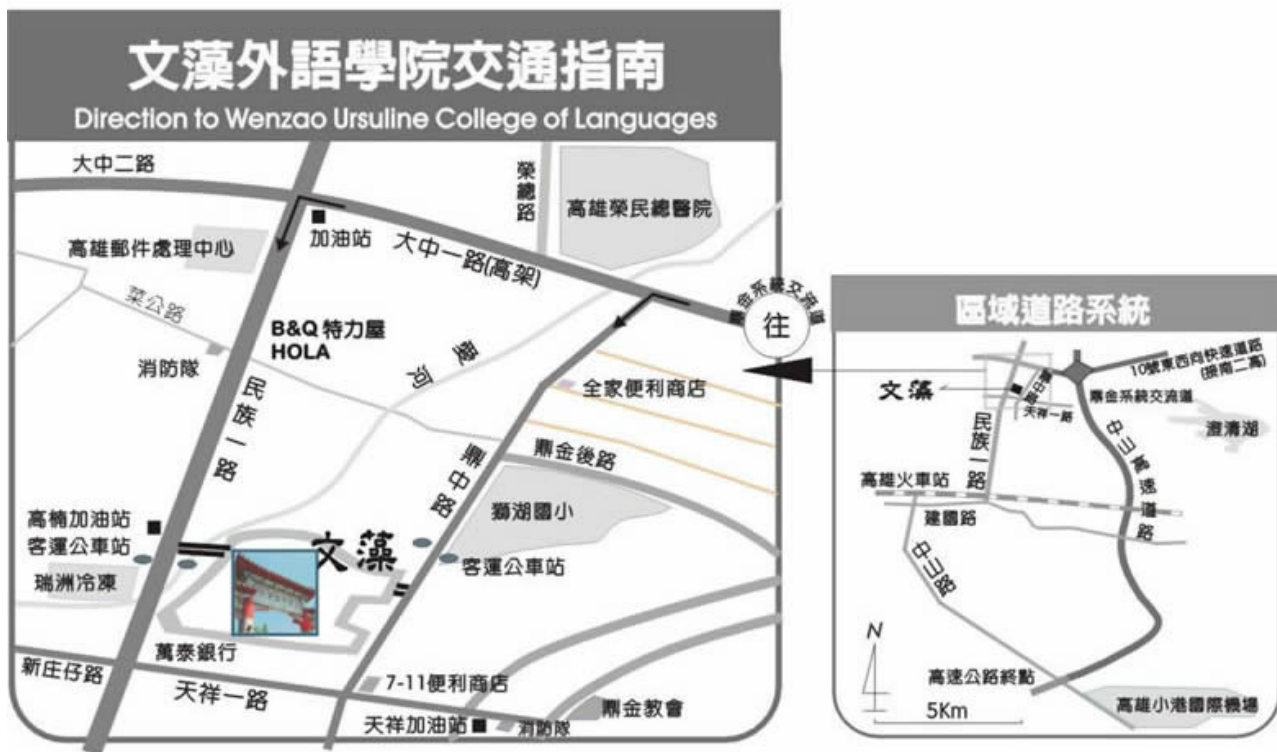 文藻外語學院交通指南
Direction to Wenzao Ursuline College of Languages
大中二路
榮總路
高雄榮民總醫院
加油站
高雄郵件處理中心
大中一路(高架)
鼎金系統交流道
往
菜公路
B&Q 特力屋
HOLA
愛河
消防隊
全家便利商店
民族一路
鼎中路
鼎金後路
獅湖國小
高楠加油站
客運公車站
文藻
客運公車站
瑞洲冷凍
萬泰銀行
新庄仔路
天祥一路
7-11便利商店
天祥加油站
消防隊
鼎金教會
區域道路系統
10號東西向快速道路
(接南二高)
文藻
鼎中路
天祥一路
鼎金系統交流道
澄清湖
民族一路
中山高速道路
高雄火車站
建國路
中山路
N
高速公路終點
5Km
高雄小港國際機場